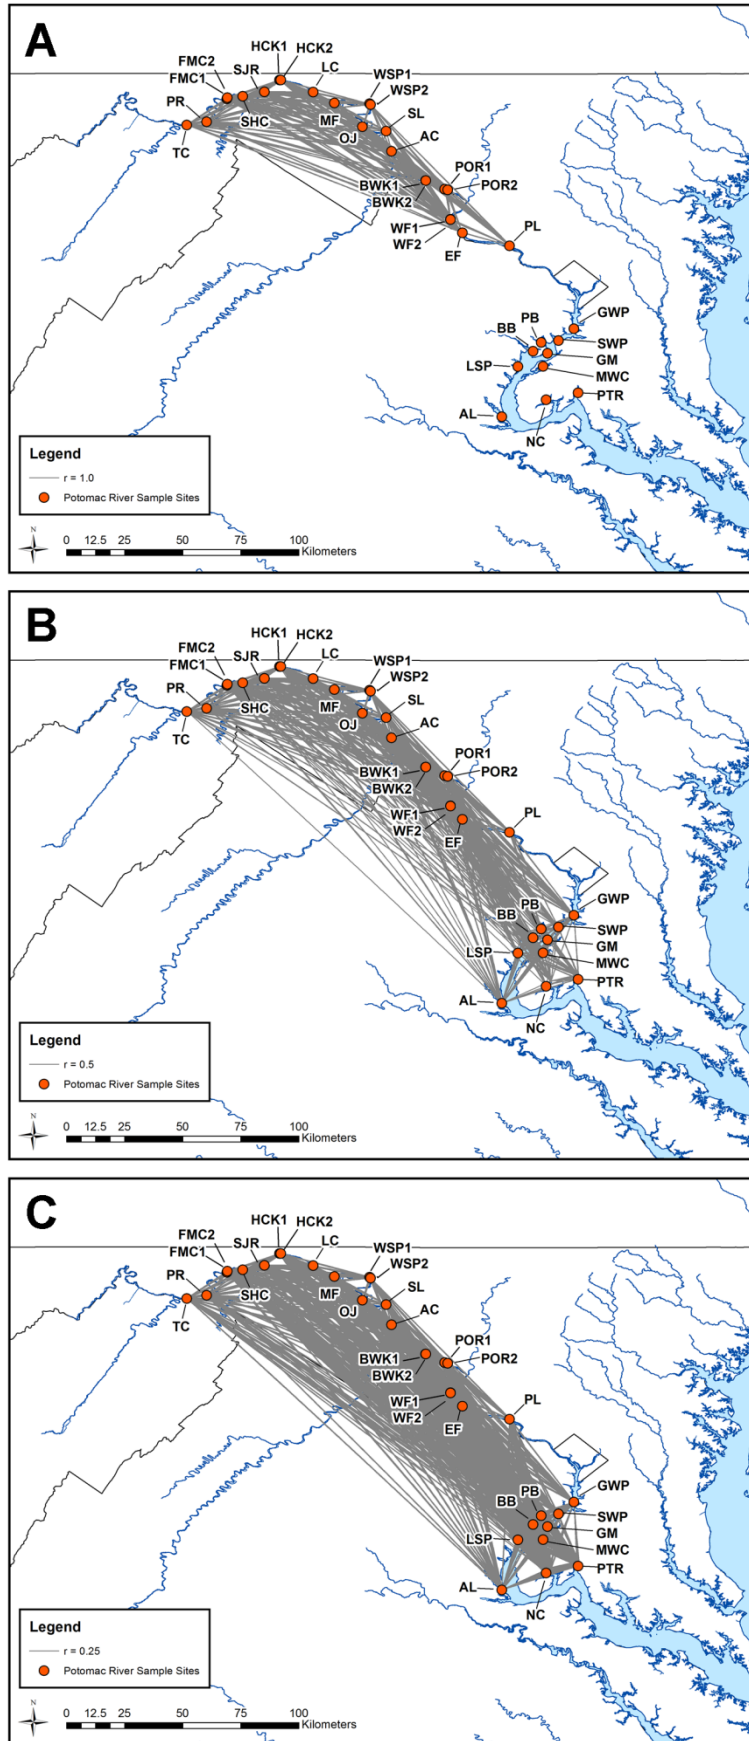 A
HCK1
HCK2
FMC2
SJR
LC
FMC1
WSP1
WSP2
PR
SHC
MF
SL
TC
OJ
AC
POR1
BWK1
POR2
BWK2
WF1
PL
WF2
EF
GWP
PB
BB
SWP
GM
LSP
MWC
PTR
AL
NC
Legend
r = 1.0
Potomac River Sample Sites
N
0 12.5 25 50 75 100
Kilometers
B
HCK1
HCK2
FMC2
SJR
LC
FMC1
WSP1
WSP2
PR
SHC
MF
SL
TC
OJ
AC
POR1
BWK1
POR2
BWK2
WF1
PL
WF2
EF
GWP
PB
BB
SWP
GM
LSP
MWC
PTR
AL
NC
Legend
r = 0.5
Potomac River Sample Sites
N
0 12.5 25 50 75 100
Kilometers
C
HCK1
HCK2
FMC2
SJR
LC
FMC1
WSP1
WSP2
PR
SHC
MF
SL
TC
OJ
AC
POR1
BWK1
POR2
BWK2
WF1
PL
WF2
EF
GWP
PB
BB
SWP
GM
LSP
MWC
PTR
AL
NC
Legend
r = 0.25
Potomac River Sample Sites
N
0 12.5 25 50 75 100
Kilometers